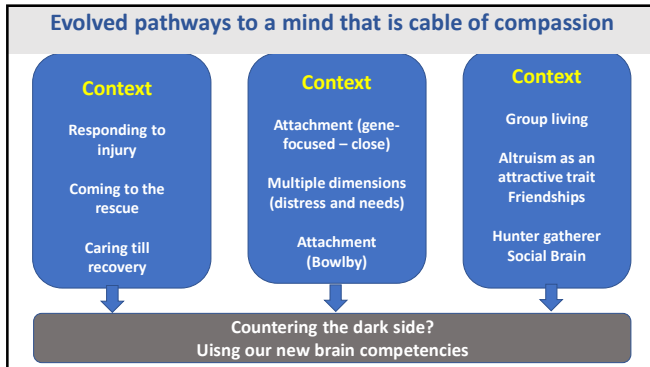 Evolved pathways to a mind that is cable of compassion
Context
Responding to
injury
Coming to the
rescue
Caring till
recovery
Context
Attachment (gene-
focused – close)
Multiple dimensions
(distress and needs)
Attachment
(Bowlby)
Context
Group living
Altruism as an
attractive trait
Friendships
Hunter gatherer
Social Brain
Countering the dark side?
Uisng our new brain competencies